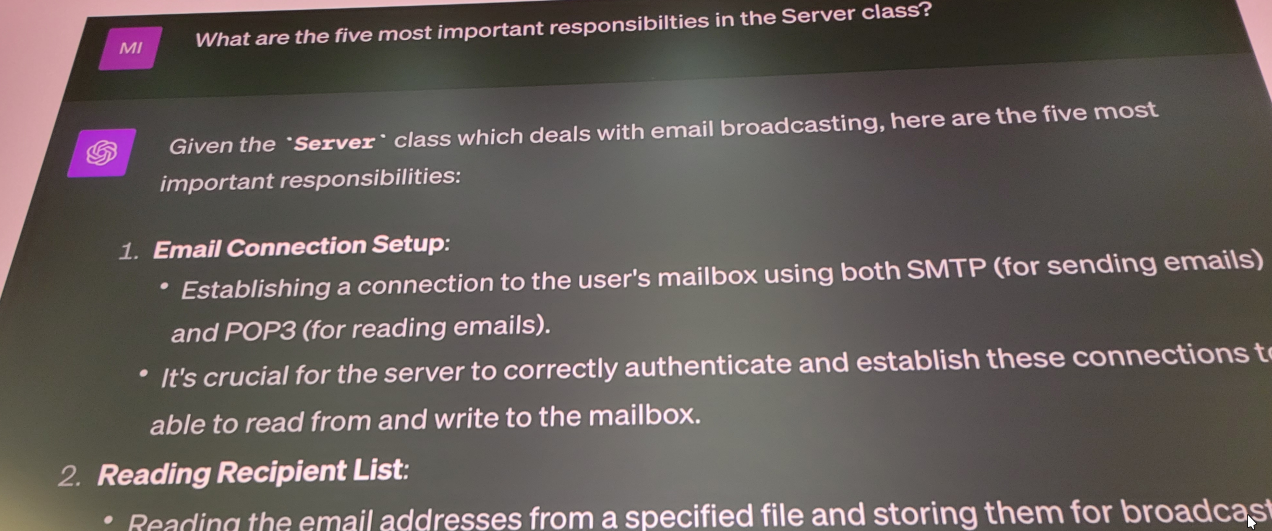 MI
What are the five most important responsibilties in the Server class?
Given the `Server` class which deals with email broadcasting, here are the five most
important responsibilities:
1. Email Connection Setup:
• Establishing a connection to the user's mailbox using both SMTP (for sending emails)
and POP3 (for reading emails).
• It's crucial for the server to correctly authenticate and establish these connections
able to read from and write to the mailbox.
2. Reading Recipient List:
• Reading the email addresses from a specified file and storing them for